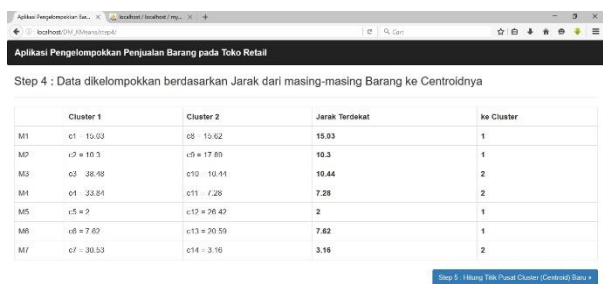 Aplikasi Pengelompokkan Bar... × localhost / localhost / my... × +
localhost/DM_KMeans/step4/ Cari
Aplikasi Pengelompokkan Penjualan Barang pada Toko Retail
Step 4 : Data dikelompokkan berdasarkan Jarak dari masing-masing Barang ke Centroidnya
Cluster 1 Cluster 2 Jarak Terdekat ke Cluster
M1 c1 = 15.03 c8 = 15.62 15.03 1
M2 c2 = 10.3 c9 = 17.89 10.3 1
M3 c3 = 38.48 c10 = 10.44 10.44 2
M4 c4 = 33.84 c11 = 7.28 7.28 2
M5 c5 = 2 c12 = 26.42 2 1
M6 c6 = 7.62 c13 = 20.59 7.62 1
M7 c7 = 30.53 c14 = 3.16 3.16 2
Step 5 : Hitung Titik Pusat Cluster (Centroid) Baru »